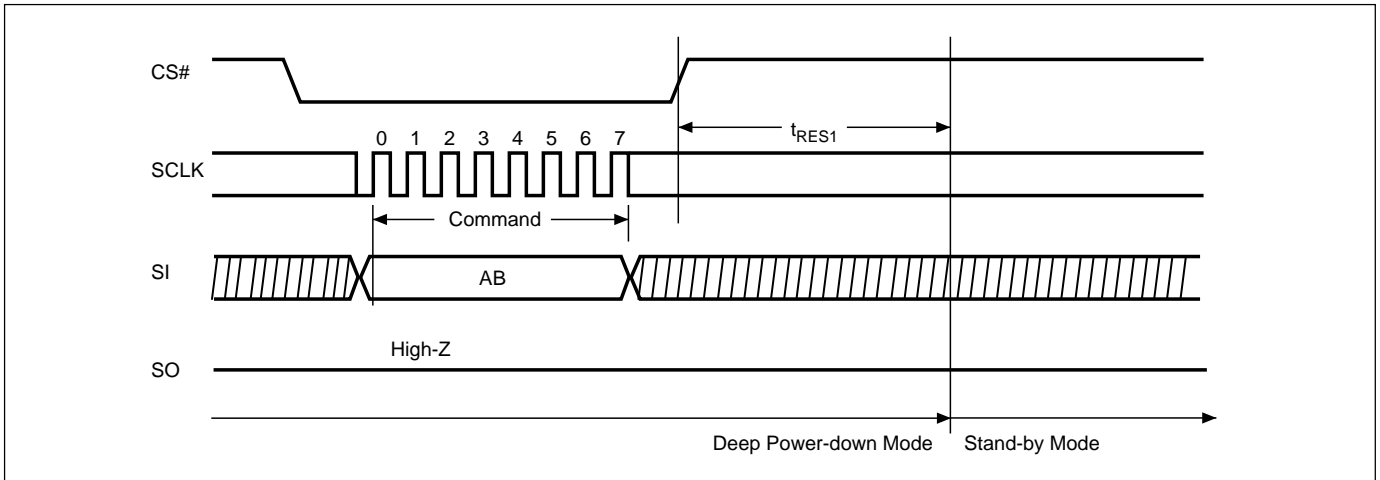 CS#
tRES1
0 1 2 3 4 5 6 7
SCLK
Command
SI
AB
High-Z
SO
Deep Power-down Mode
Stand-by Mode